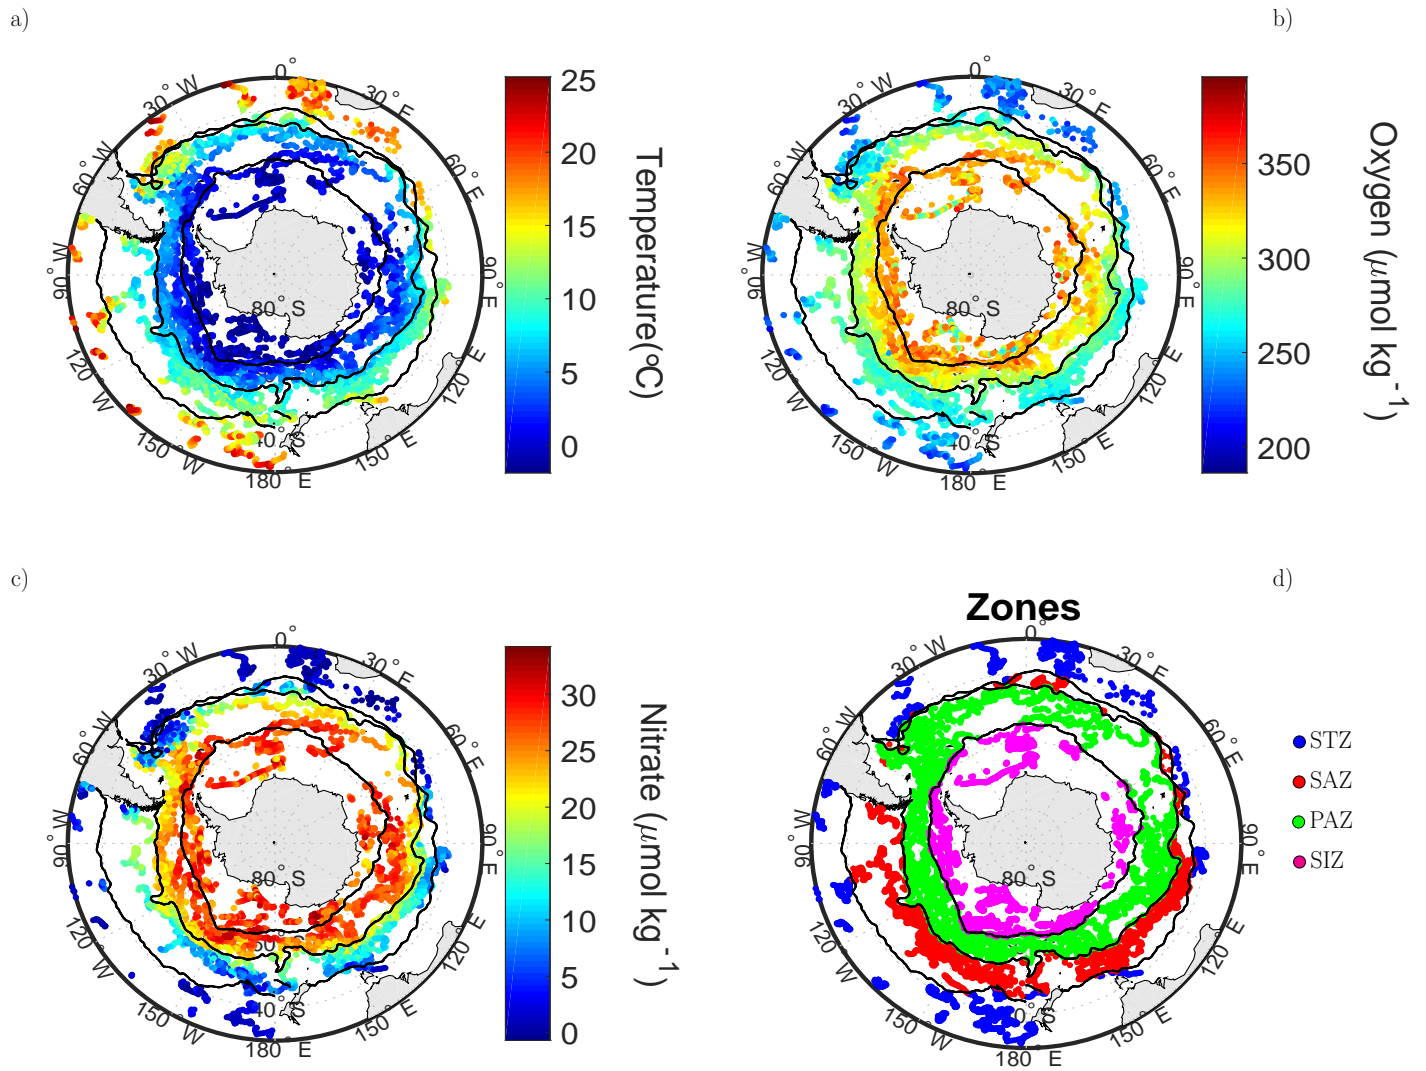 a)
0°
30° E
60° E
90° E
120° E
150° E
180° E
150° W
120° W
90° W
60° W
30° W
80° S
40° S
25
20
15
10
5
0
Temperature(ºC)
b)
0°
30° E
60° E
90° E
120° E
150° E
180° E
150° W
120° W
90° W
60° W
30° W
80° S
40° S
350
300
250
200
Oxygen (μmol kg⁻¹)
c)
0°
30° E
60° E
90° E
120° E
150° E
180° E
150° W
120° W
90° W
60° W
30° W
80° S
40° S
30
25
20
15
10
5
0
Nitrate (μmol kg⁻¹)
d)
Zones
0°
30° E
60° E
90° E
120° E
150° E
180° E
150° W
120° W
90° W
60° W
30° W
80° S
STZ
SAZ
PAZ
SIZ